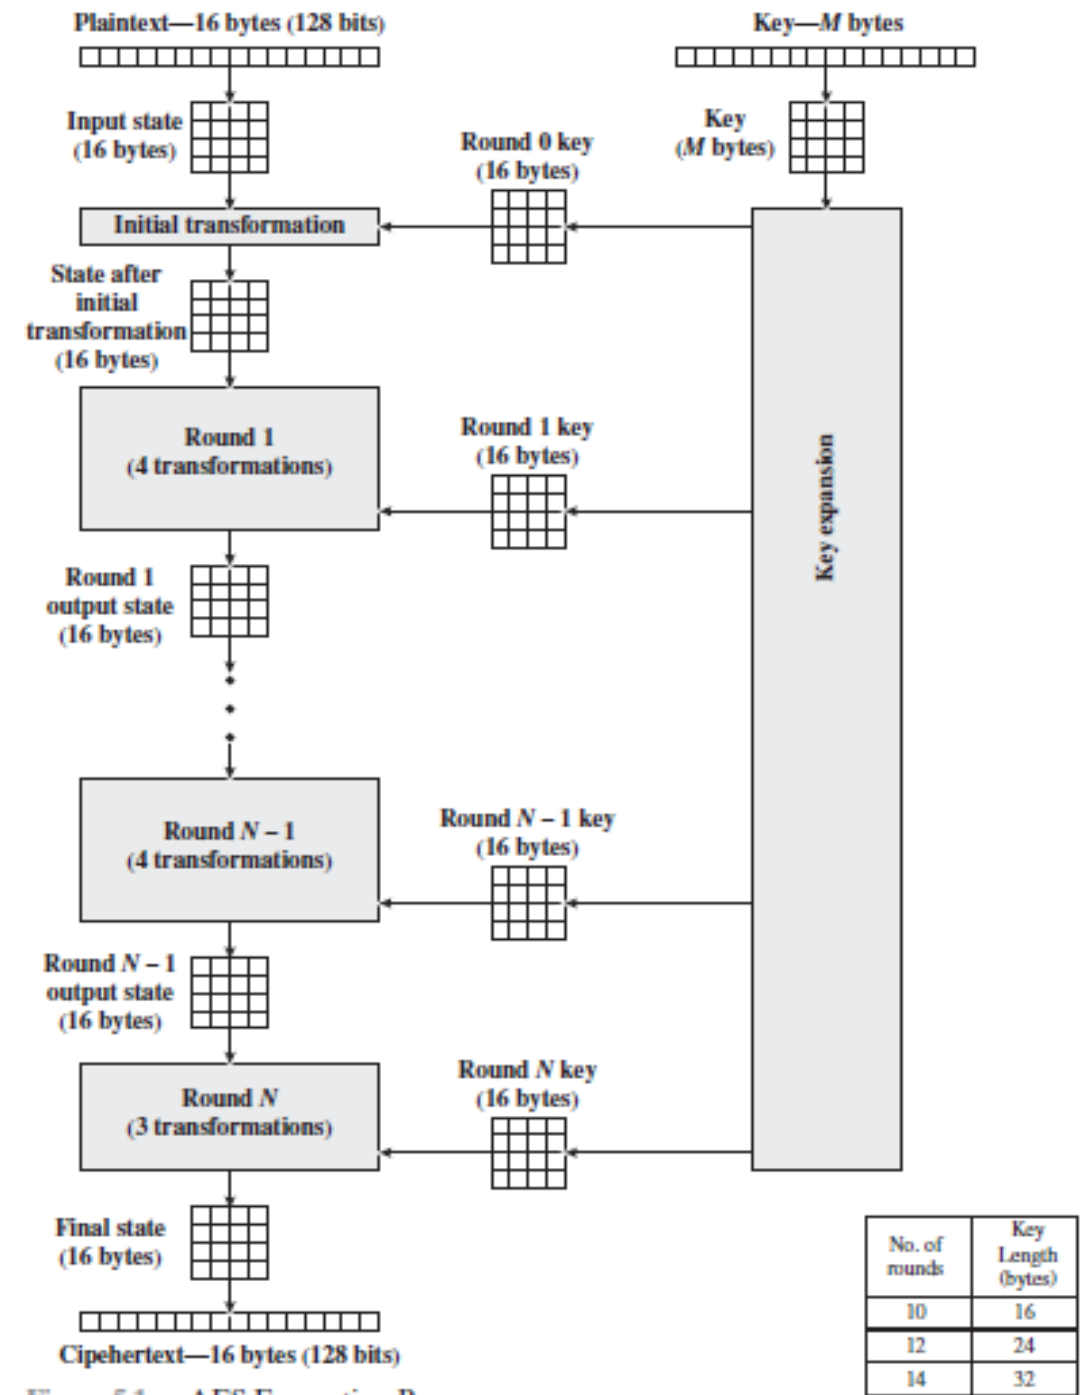 Plaintext—16 bytes (128 bits)
Key—M bytes
Input state
(16 bytes)
Key
(M bytes)
Round 0 key
(16 bytes)
Initial transformation
State after
initial
transformation
(16 bytes)
Round 1
(4 transformations)
Round 1 key
(16 bytes)
Key expansion
Round 1
output state
(16 bytes)
Round N – 1
(4 transformations)
Round N – 1 key
(16 bytes)
Round N – 1
output state
(16 bytes)
Round N
(3 transformations)
Round N key
(16 bytes)
Final state
(16 bytes)
Cipehertext—16 bytes (128 bits)
No. of
rounds
Key
Length
(bytes)
10 16
12 24
14 32